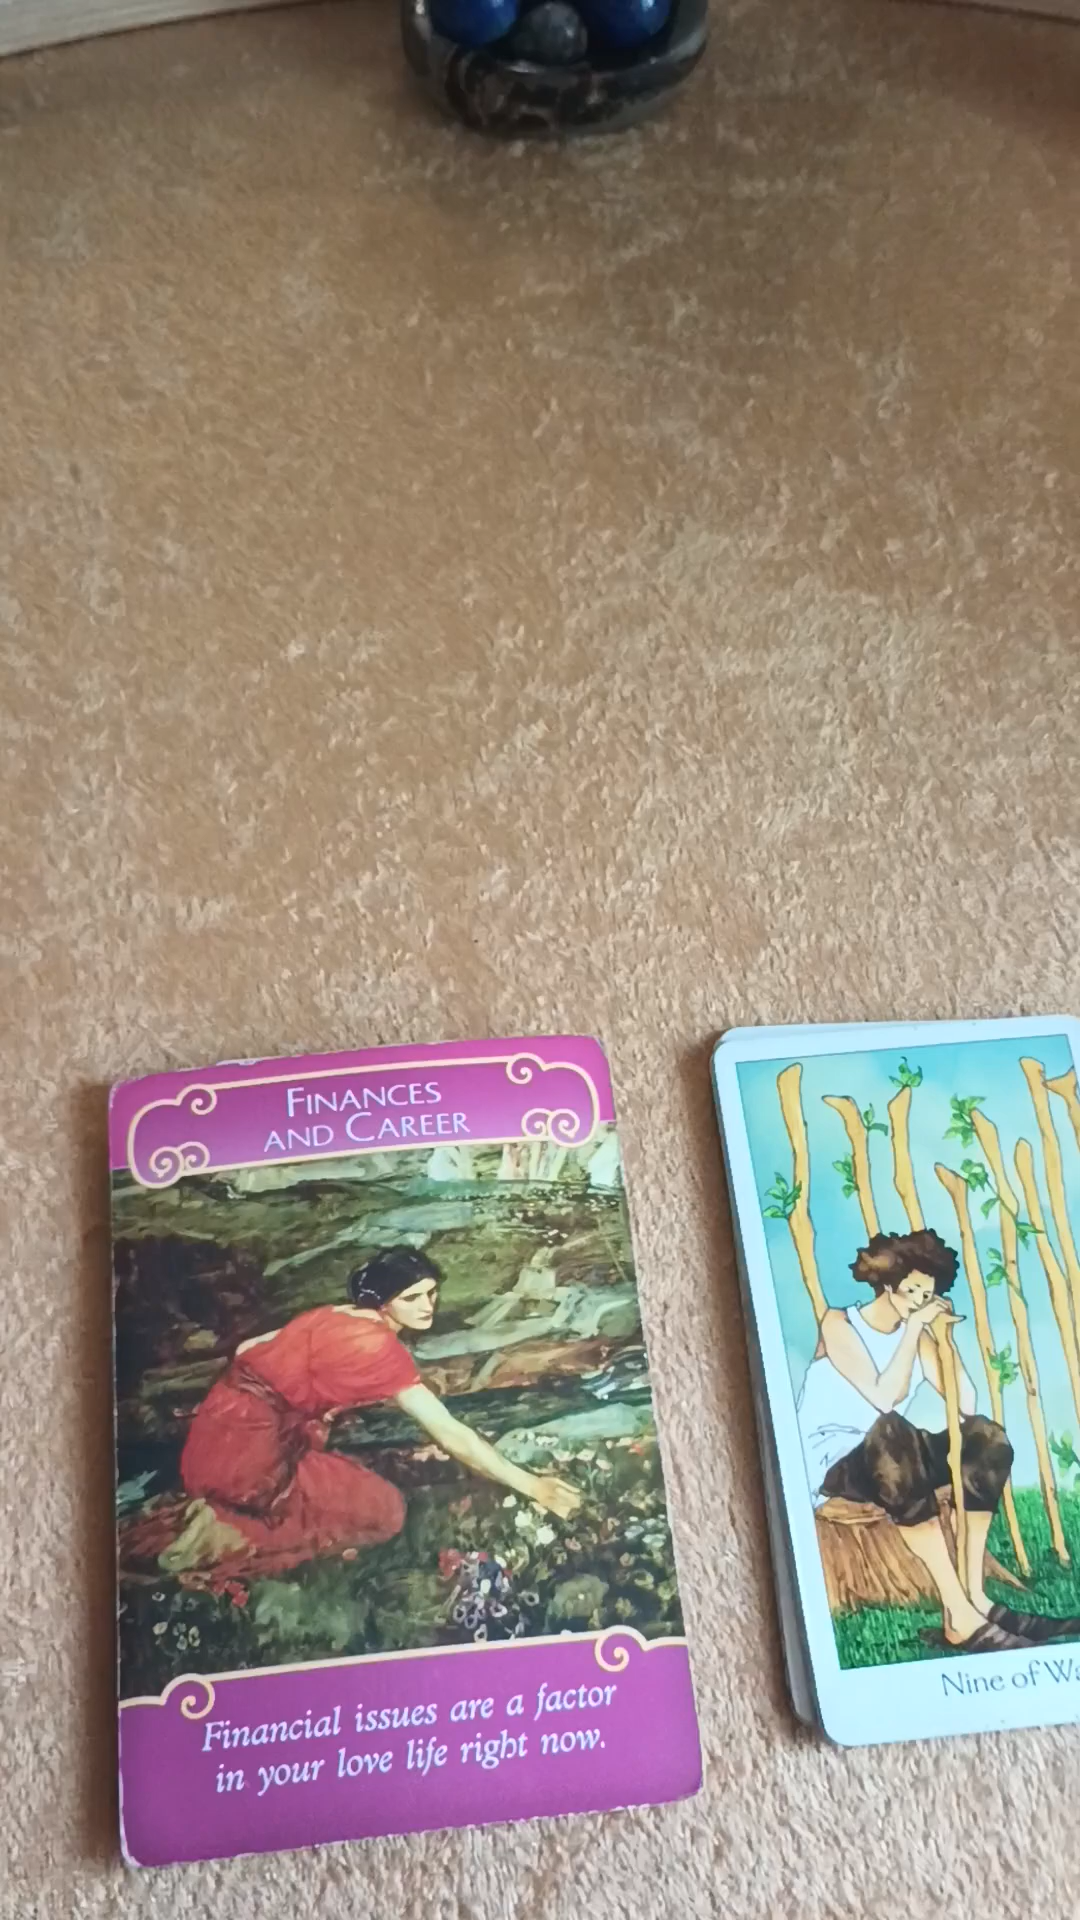 FINANCES
AND CAREER
Financial issues are a factor
in your love life right now.
Nine of